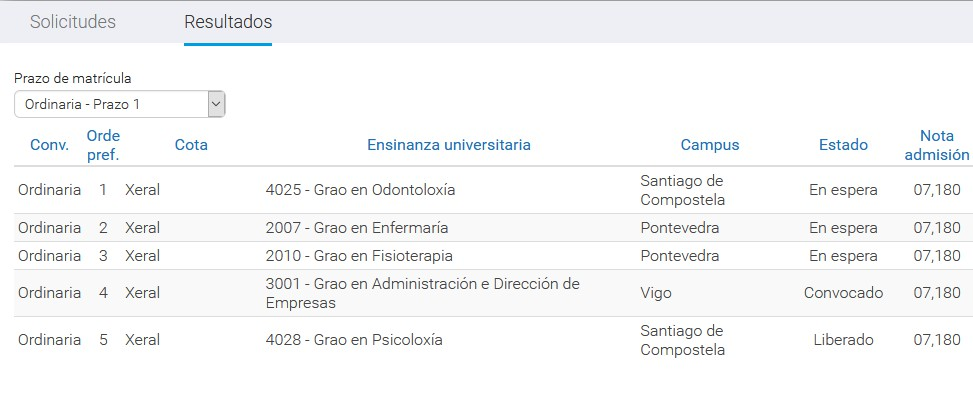 Solicitudes Resultados
Prazo de matrícula
Ordinaria - Prazo 1
Conv. Orde pref. Cota Ensinanza universitaria Campus Estado Nota admisión
Ordinaria 1 Xeral 4025 - Grao en Odontoloxía Santiago de Compostela En espera 07,180
Ordinaria 2 Xeral 2007 - Grao en Enfermaría Pontevedra En espera 07,180
Ordinaria 3 Xeral 2010 - Grao en Fisioterapia Pontevedra En espera 07,180
Ordinaria 4 Xeral 3001 - Grao en Administración e Dirección de Empresas Vigo Convocado 07,180
Ordinaria 5 Xeral 4028 - Grao en Psicoloxía Santiago de Compostela Liberado 07,180